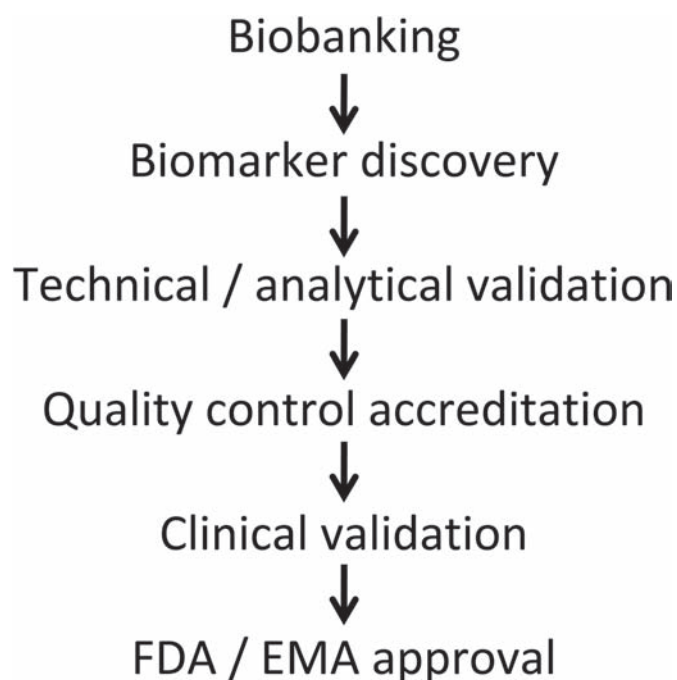 Biobanking
Biomarker discovery
Technical / analytical validation
Quality control accreditation
Clinical validation
FDA / EMA approval